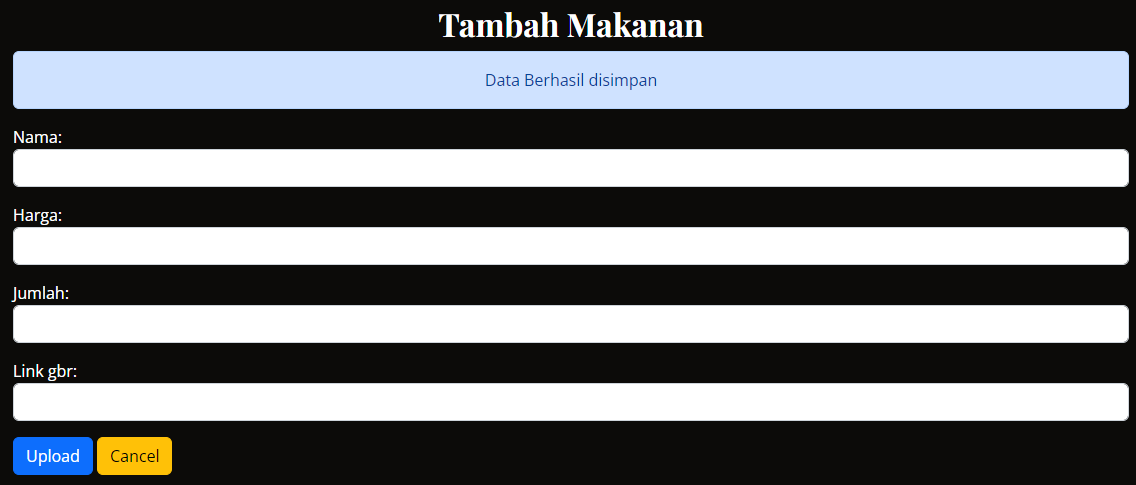 Tambah Makanan
Data Berhasil disimpan
Nama:
Harga:
Jumlah:
Link gbr:
Upload Cancel